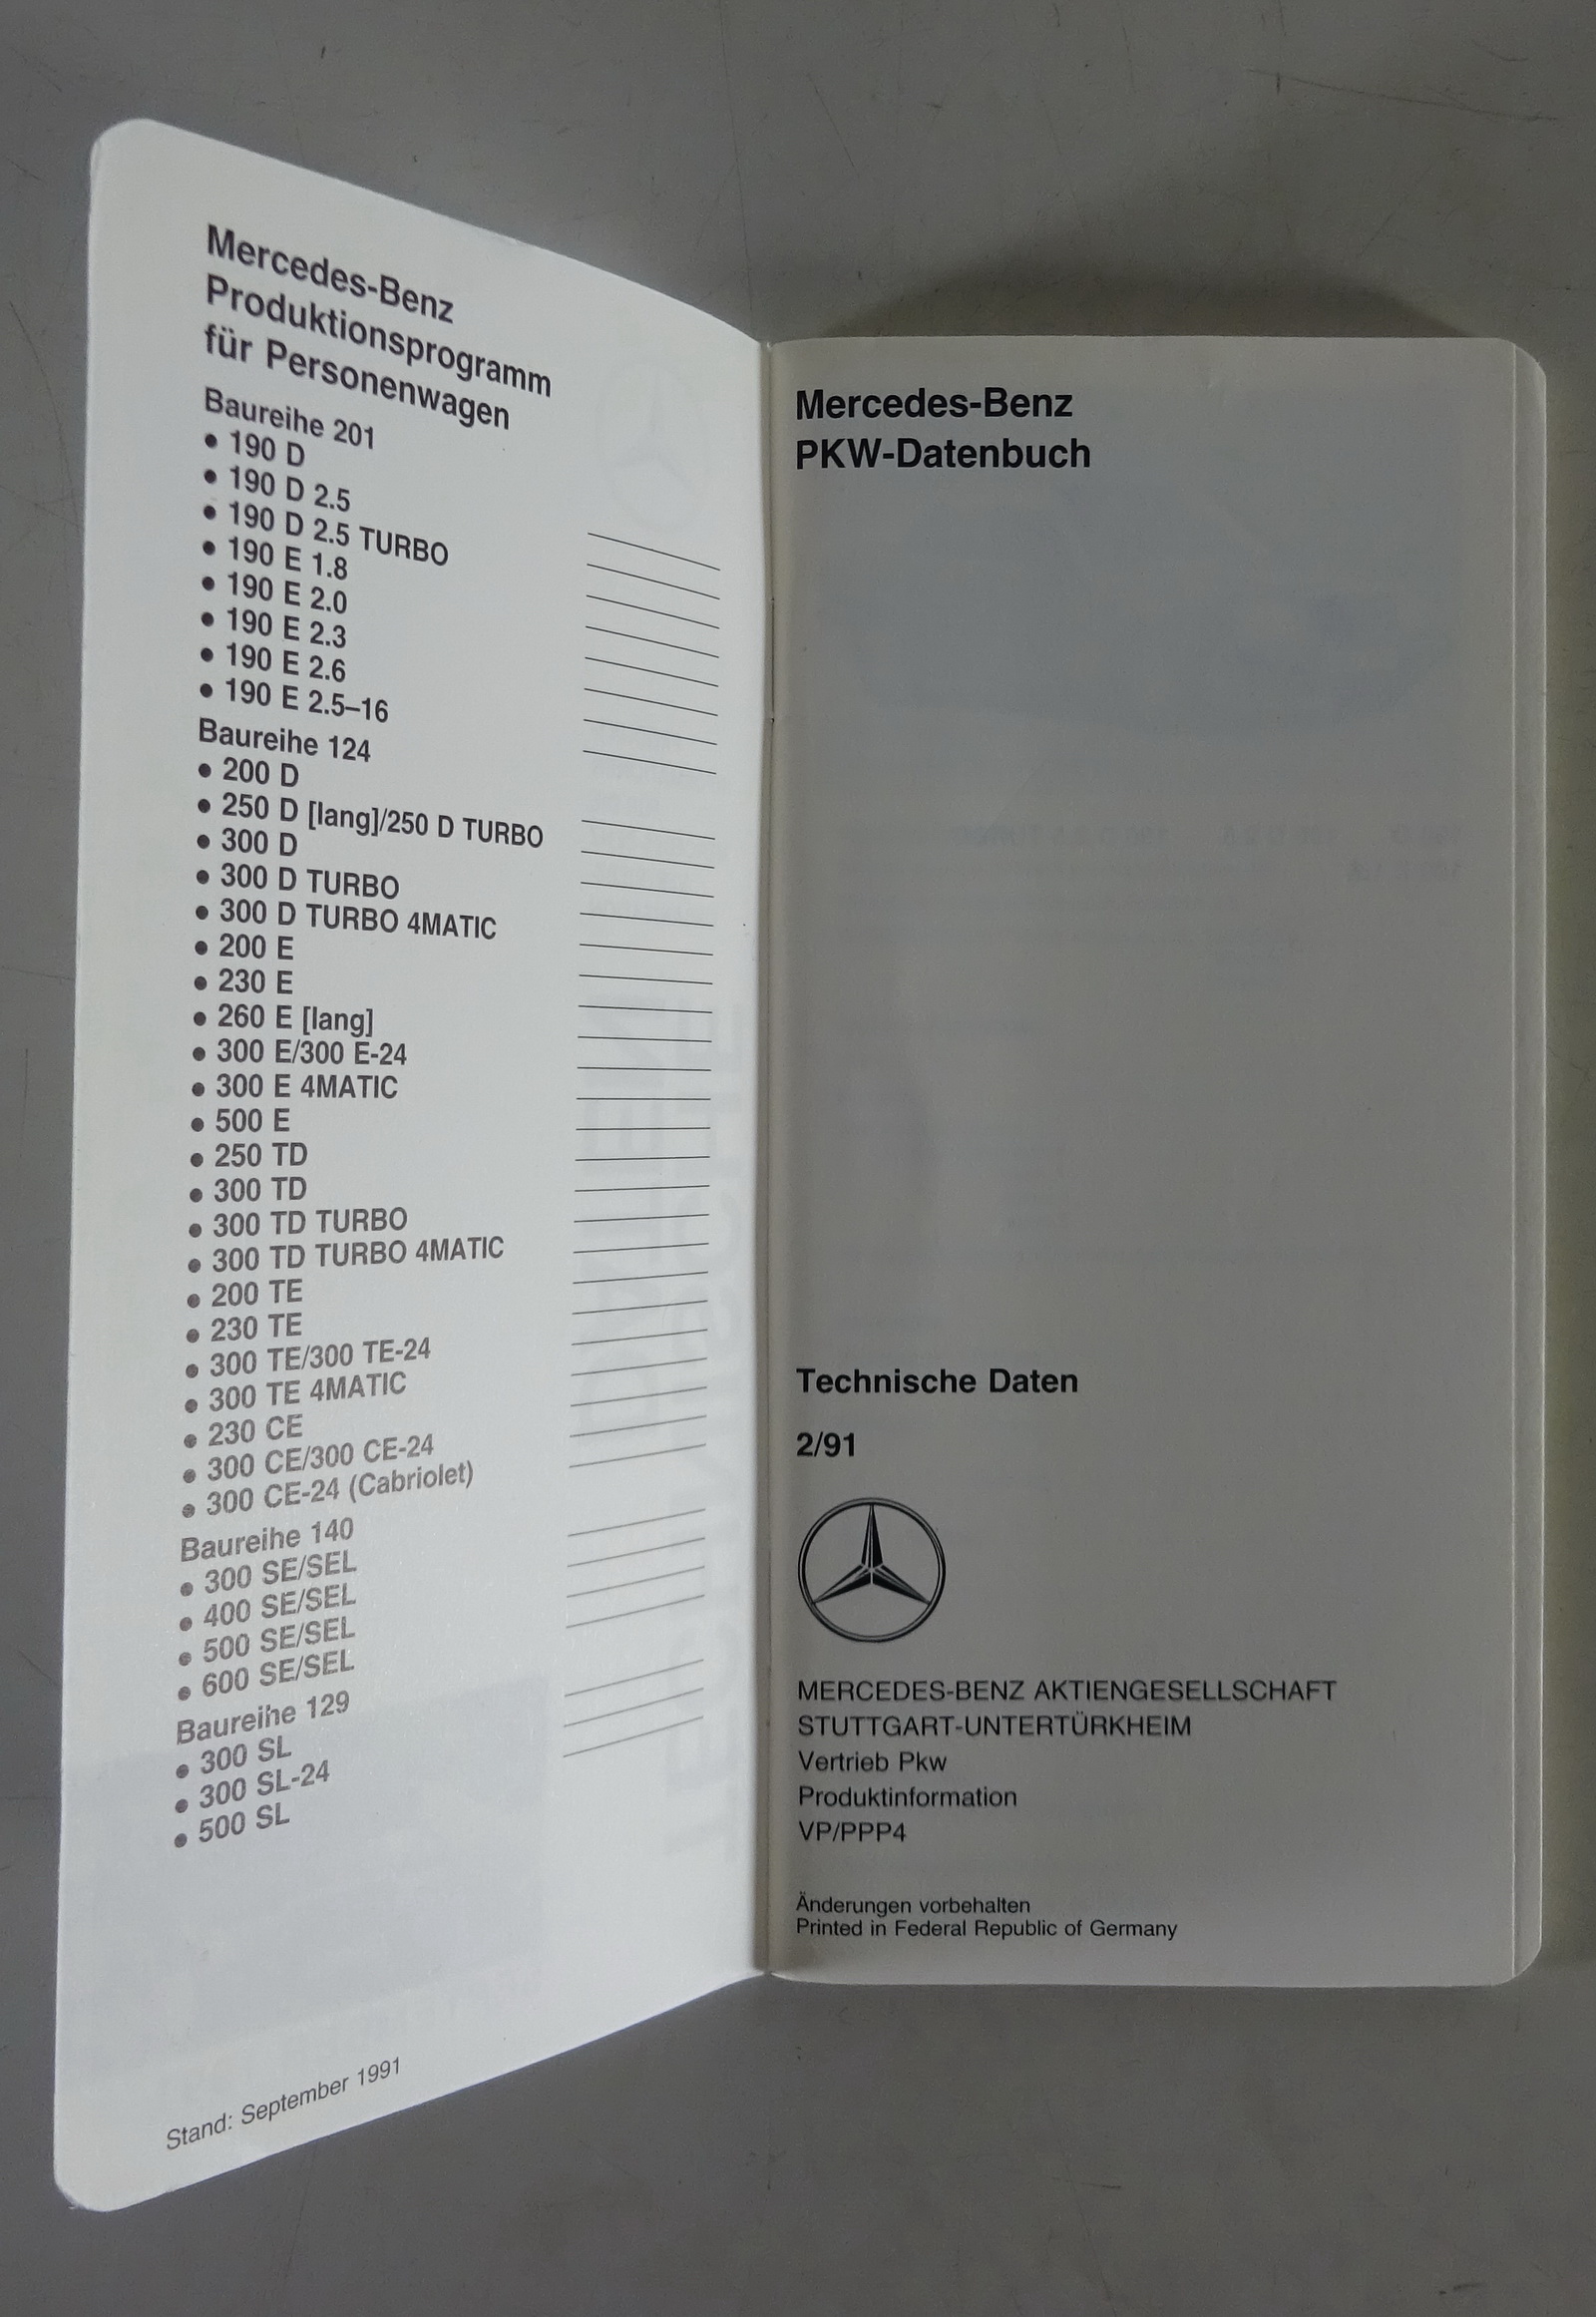 Mercedes-Benz
Produktionsprogramm
für Personenwagen
Baureihe 201
• 190 D
• 190 D 2.5
• 190 D 2.5 TURBO
• 190 E 1.8
• 190 E 2.0
• 190 E 2.3
• 190 E 2.6
• 190 E 2.5–16
Baureihe 124
• 200 D
• 250 D [lang]/250 D TURBO
• 300 D
• 300 D TURBO
• 300 D TURBO 4MATIC
• 200 E
• 230 E
• 260 E [lang]
• 300 E/300 E-24
• 300 E 4MATIC
• 500 E
• 250 TD
• 300 TD
• 300 TD TURBO
• 300 TD TURBO 4MATIC
• 200 TE
• 230 TE
• 300 TE/300 TE-24
• 300 TE 4MATIC
• 230 CE
• 300 CE/300 CE-24
• 300 CE-24 (Cabriolet)
Baureihe 140
• 300 SE/SEL
• 400 SE/SEL
• 500 SE/SEL
• 600 SE/SEL
Baureihe 129
• 300 SL
• 300 SL-24
• 500 SL
Stand: September 1991
Mercedes-Benz
PKW-Datenbuch
Technische Daten
2/91
MERCEDES-BENZ AKTIENGESELLSCHAFT
STUTTGART-UNTERTÜRKHEIM
Vertrieb Pkw
Produktinformation
VP/PPP4
Änderungen vorbehalten
Printed in Federal Republic of Germany